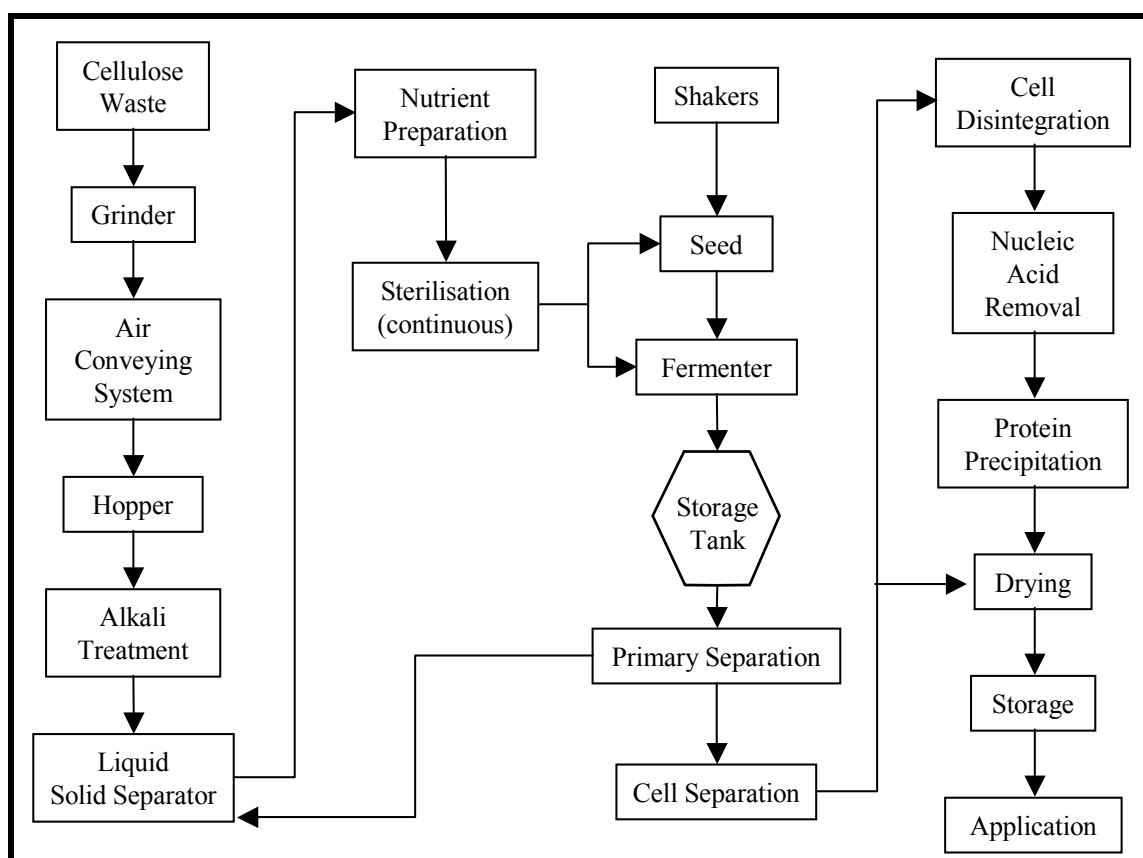 Cellulose
Waste
Grinder
Air
Conveying
System
Hopper
Alkali
Treatment
Liquid
Solid Separator
Nutrient
Preparation
Sterilisation
(continuous)
Shakers
Seed
Fermenter
Storage
Tank
Primary Separation
Cell Separation
Cell
Disintegration
Nucleic
Acid
Removal
Protein
Precipitation
Drying
Storage
Application